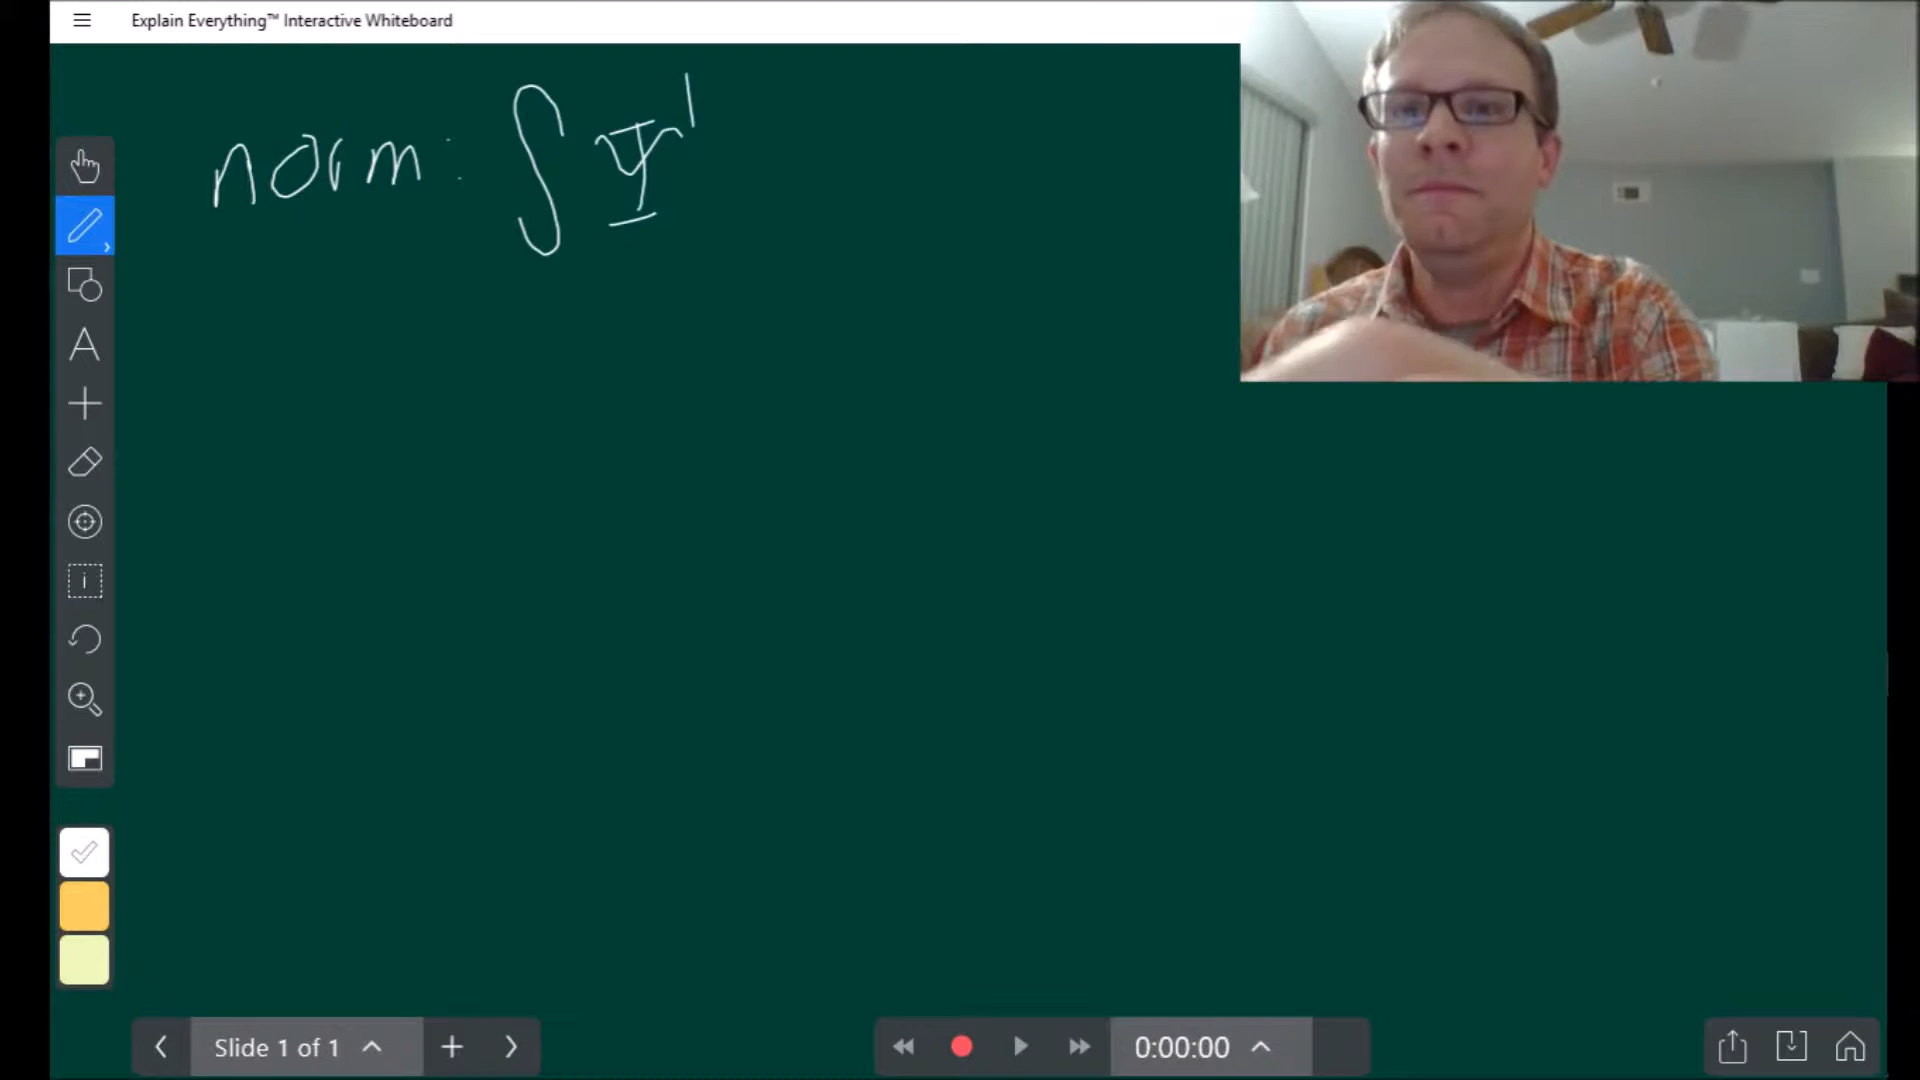 Explain Everything™ Interactive Whiteboard
norm: ∫ Ψ
A
i
Slide 1 of 1
0:00:00